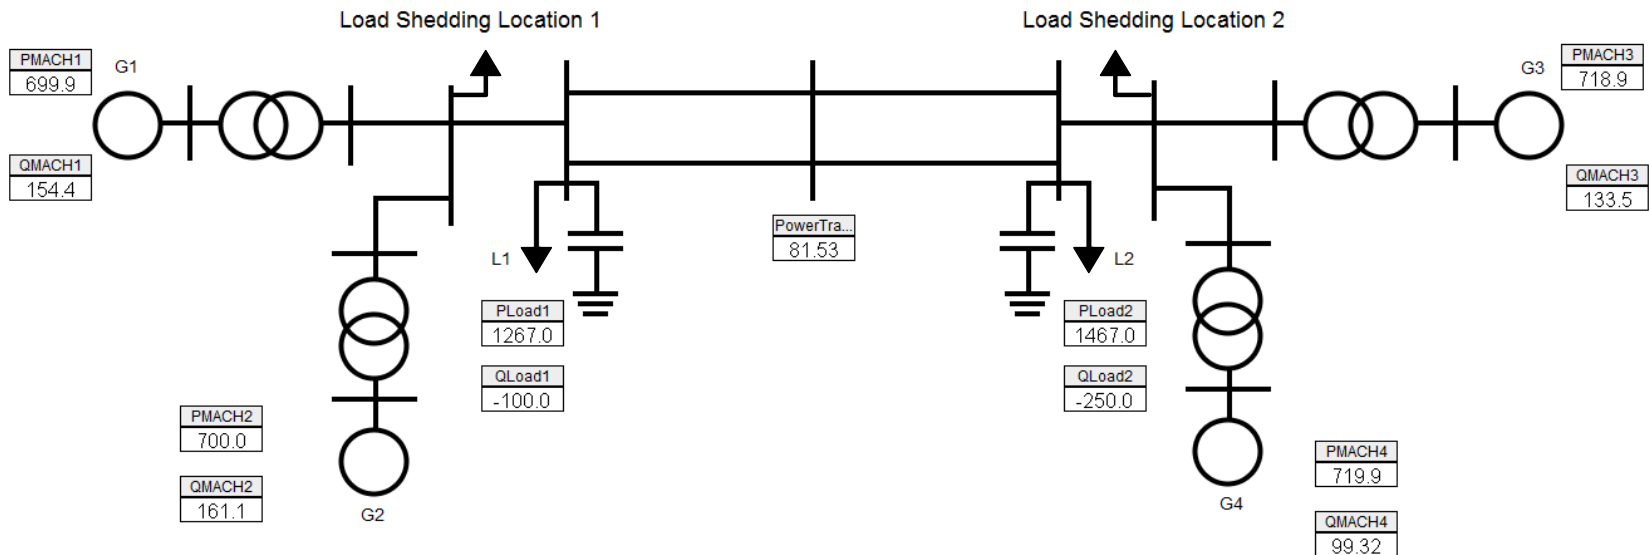 Load Shedding Location 1
Load Shedding Location 2
PMACH1
699.9
G1
QMACH1
154.4
G3
PMACH3
718.9
QMACH3
133.5
L1
PLoad1
1267.0
QLoad1
-100.0
PowerTra...
81.53
L2
PLoad2
1467.0
QLoad2
-250.0
PMACH2
700.0
QMACH2
161.1
G2
G4
PMACH4
719.9
QMACH4
99.32